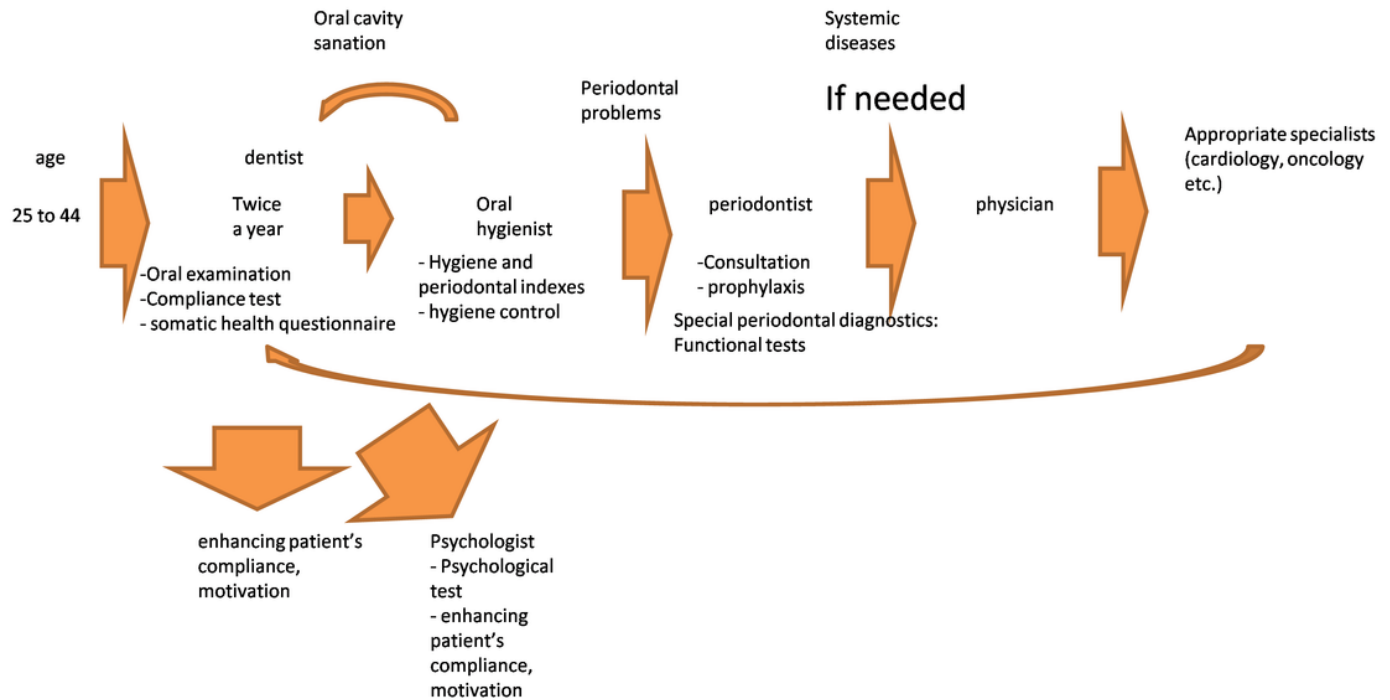 Oral cavity
sanation
Systemic
diseases
If needed
Periodontal
problems
Appropriate specialists
(cardiology, oncology
etc.)
age
25 to 44
dentist
Twice
a year
-Oral examination
-Compliance test
- somatic health questionnaire
Oral
hygienist
- Hygiene and
periodontal indexes
- hygiene control
periodontist
-Consultation
- prophylaxis
Special periodontal diagnostics:
Functional tests
physician
enhancing patient's
compliance,
motivation
Psychologist
- Psychological
test
- enhancing
patient's
compliance,
motivation